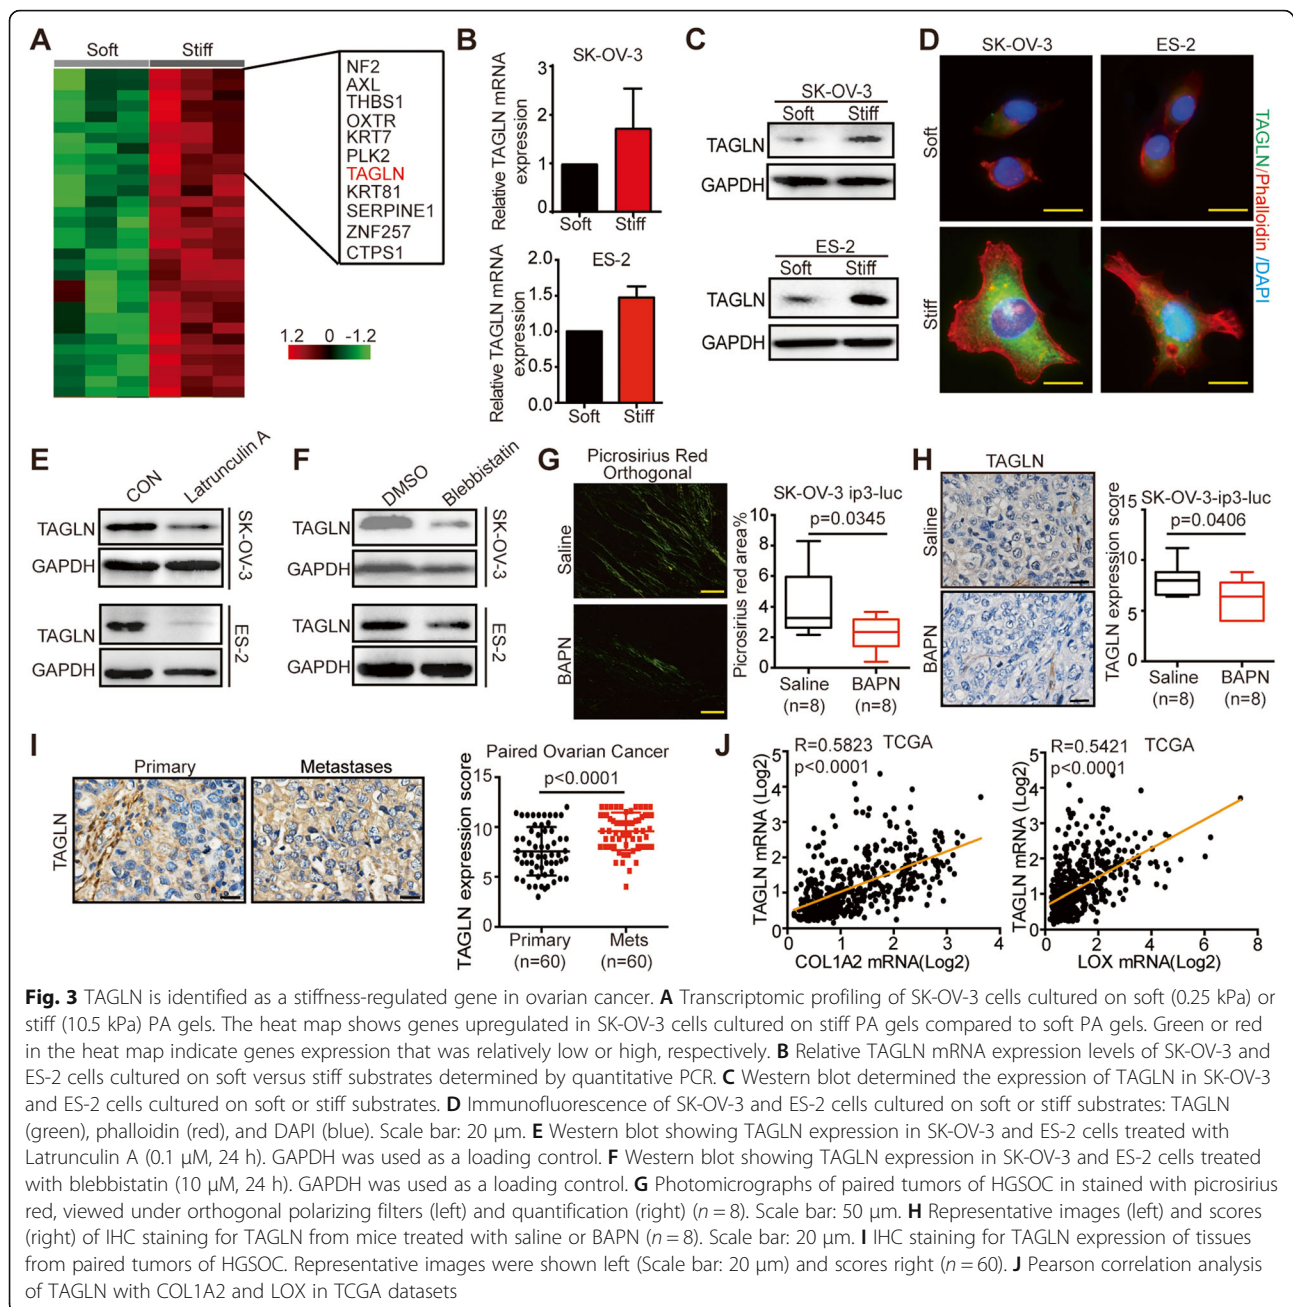 A
Soft Stiff
NF2
AXL
THBS1
OXTR
KRT7
PLK2
TAGLN
KRT81
SERPINE1
ZNF257
CTPS1
1.2 0 -1.2
B
SK-OV-3
Relative TAGLN mRNA
expression
3
2
1
0
Soft Stiff
ES-2
Relative TAGLN mRNA
expression
2.0
1.5
1.0
0.5
0.0
Soft Stiff
C
SK-OV-3
Soft Stiff
TAGLN
GAPDH
ES-2
Soft Stiff
TAGLN
GAPDH
D
SK-OV-3 ES-2
Soft
Stiff
TAGLN/Phalloidin /DAPI
E
CON Latrunculin A
TAGLN
GAPDH
SK-OV-3
TAGLN
GAPDH
ES-2
F
DMSO Blebbistatin
TAGLN
GAPDH
SK-OV-3
TAGLN
GAPDH
ES-2
G
Picrosirius Red
Orthogonal
Saline
BAPN
SK-OV-3 ip3-luc
p=0.0345
Picrosirius red area%
10
8
6
4
2
0
Saline BAPN
(n=8) (n=8)
H
TAGLN
Saline
BAPN
SK-OV-3-ip3-luc
p=0.0406
TAGLN expression score
15
10
5
0
Saline BAPN
(n=8) (n=8)
I
Primary Metastases
TAGLN
Paired Ovarian Cancer
p<0.0001
TAGLN expression score
15
10
5
0
Primary Mets
(n=60) (n=60)
J
R=0.5823 TCGA
p<0.0001
TAGLN mRNA (Log2)
5
4
3
2
1
0
0 1 2 3 4
COL1A2 mRNA(Log2)
R=0.5421 TCGA
p<0.0001
TAGLN mRNA (Log2)
5
4
3
2
1
0
0 2 4 6 8
LOX mRNA(Log2)
Fig. 3 TAGLN is identified as a stiffness-regulated gene in ovarian cancer. A Transcriptomic profiling of SK-OV-3 cells cultured on soft (0.25 kPa) or
stiff (10.5 kPa) PA gels. The heat map shows genes upregulated in SK-OV-3 cells cultured on stiff PA gels compared to soft PA gels. Green or red
in the heat map indicate genes expression that was relatively low or high, respectively. B Relative TAGLN mRNA expression levels of SK-OV-3 and
ES-2 cells cultured on soft versus stiff substrates determined by quantitative PCR. C Western blot determined the expression of TAGLN in SK-OV-3
and ES-2 cells cultured on soft or stiff substrates. D Immunofluorescence of SK-OV-3 and ES-2 cells cultured on soft or stiff substrates: TAGLN
(green), phalloidin (red), and DAPI (blue). Scale bar: 20 μm. E Western blot showing TAGLN expression in SK-OV-3 and ES-2 cells treated with
Latrunculin A (0.1 μM, 24 h). GAPDH was used as a loading control. F Western blot showing TAGLN expression in SK-OV-3 and ES-2 cells treated
with blebbistatin (10 μM, 24 h). GAPDH was used as a loading control. G Photomicrographs of paired tumors of HGSOC in stained with picrosirius
red, viewed under orthogonal polarizing filters (left) and quantification (right) (n = 8). Scale bar: 50 μm. H Representative images (left) and scores
(right) of IHC staining for TAGLN from mice treated with saline or BAPN (n = 8). Scale bar: 20 μm. I IHC staining for TAGLN expression of tissues
from paired tumors of HGSOC. Representative images were shown left (Scale bar: 20 μm) and scores right (n = 60). J Pearson correlation analysis
of TAGLN with COL1A2 and LOX in TCGA datasets